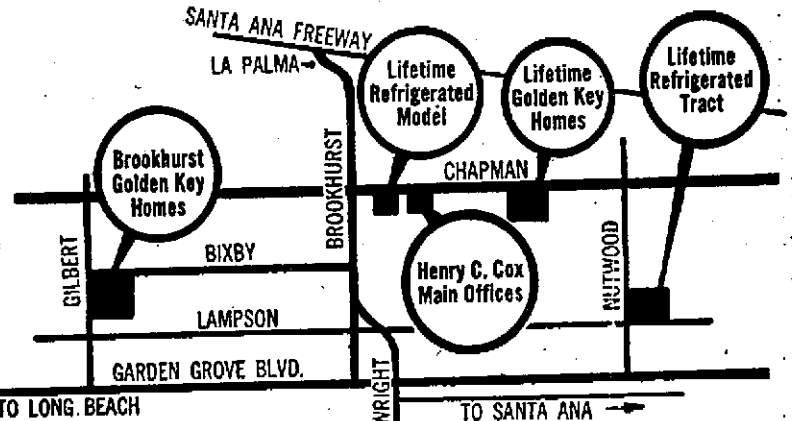 SANTA ANA FREEWAY
LA PALMA→
Lifetime
Refrigerated
Model
Lifetime
Golden Key
Homes
Lifetime
Refrigerated
Tract
Brookhurst
Golden Key
Homes
CHAPMAN
BROOKHURST
GILBERT
BIXBY
Henry C. Cox
Main Offices
NUTWOOD
LAMPSON
GARDEN GROVE BLVD.
WRIGHT
TO LONG BEACH
TO SANTA ANA →